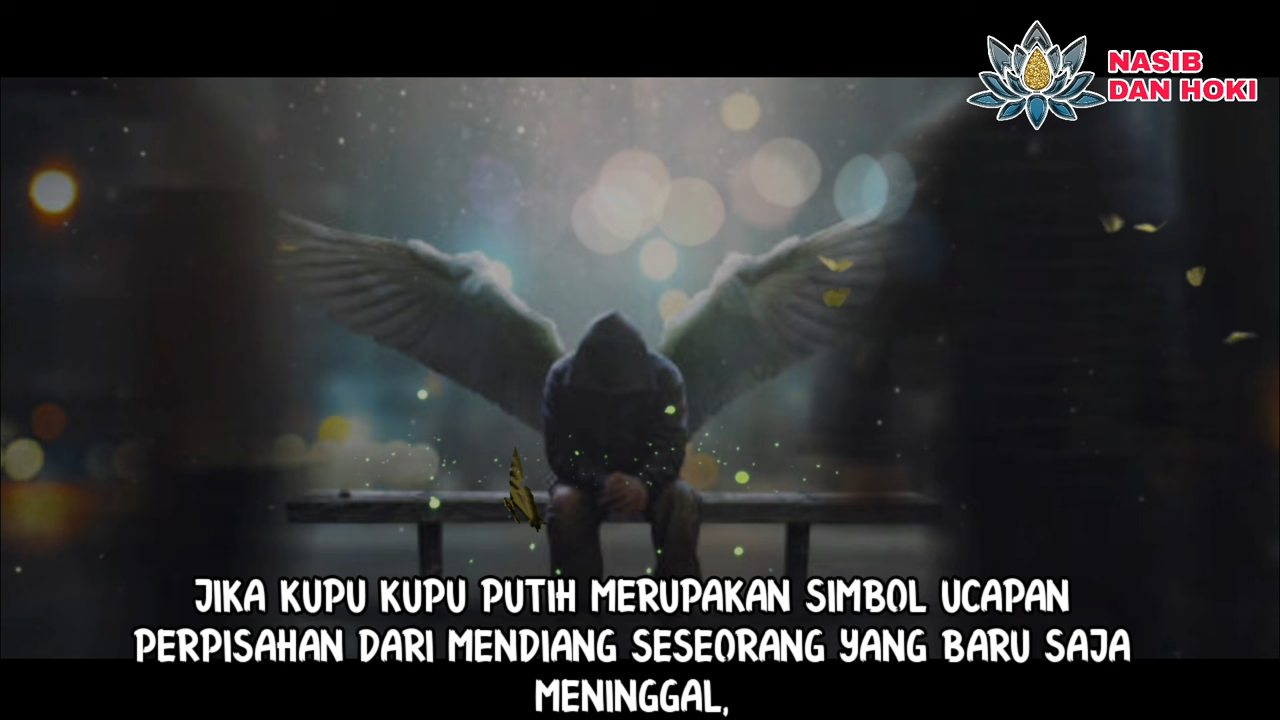 NASIB
DAN HOKI
JIKA KUPU KUPU PUTIH MERUPAKAN SIMBOL UCAPAN
PERPISAHAN DARI MENDIANG SESEORANG YANG BARU SAJA
MENINGGAL,